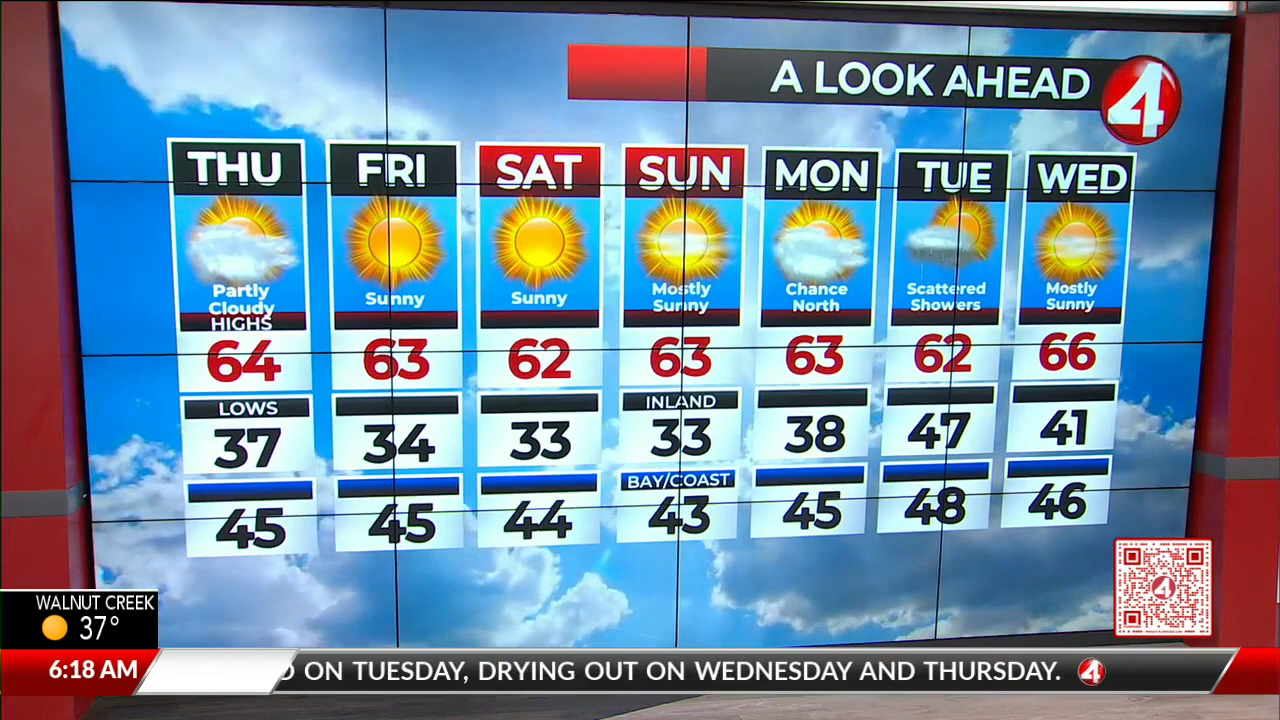 A LOOK AHEAD
4
THU FRI SAT SUN MON TUE WED
Partly Cloudy
Sunny
Sunny
Mostly Sunny
Chance North
Scattered Showers
Mostly Sunny
HIGHS
64 63 62 63 63 62 66
LOWS
INLAND
37 34 33 33 38 47 41
BAY/COAST
45 45 44 43 45 48 46
4
WALNUT CREEK
37°
6:18 AM
ON TUESDAY, DRYING OUT ON WEDNESDAY AND THURSDAY. 4